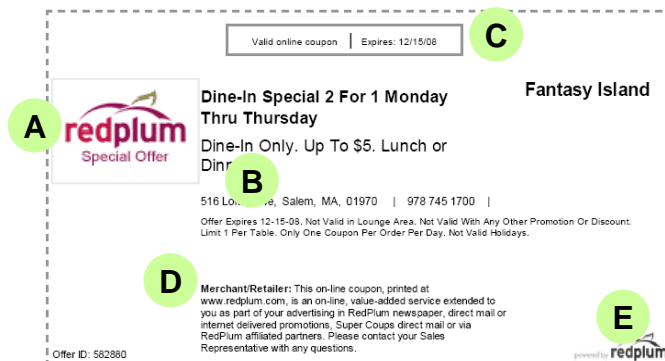 Valid online coupon | Expires: 12/15/08
C
A
redplum
Special Offer
Dine-In Special 2 For 1 Monday
Thru Thursday
Fantasy Island
Dine-In Only. Up To $5. Lunch or
B
516 Salem, MA, 01970 | 978 745 1700 |
Offer Expires 12-15-08. Not Valid in Lounge Area. Not Valid With Any Other Promotion Or Discount.
Limit 1 Per Table. Only One Coupon Per Order Per Day. Not Valid Holidays.
D
Merchant/Retailer: This on-line coupon, printed at
www.redplum.com, is an on-line, value-added service extended to
you as part of your advertising in RedPlum newspaper, direct mail or
internet delivered promotions, Super Coups direct mail or via
RedPlum affiliated partners. Please contact your Sales
Representative with any questions.
E
powered by redplum
Offer ID: 582880